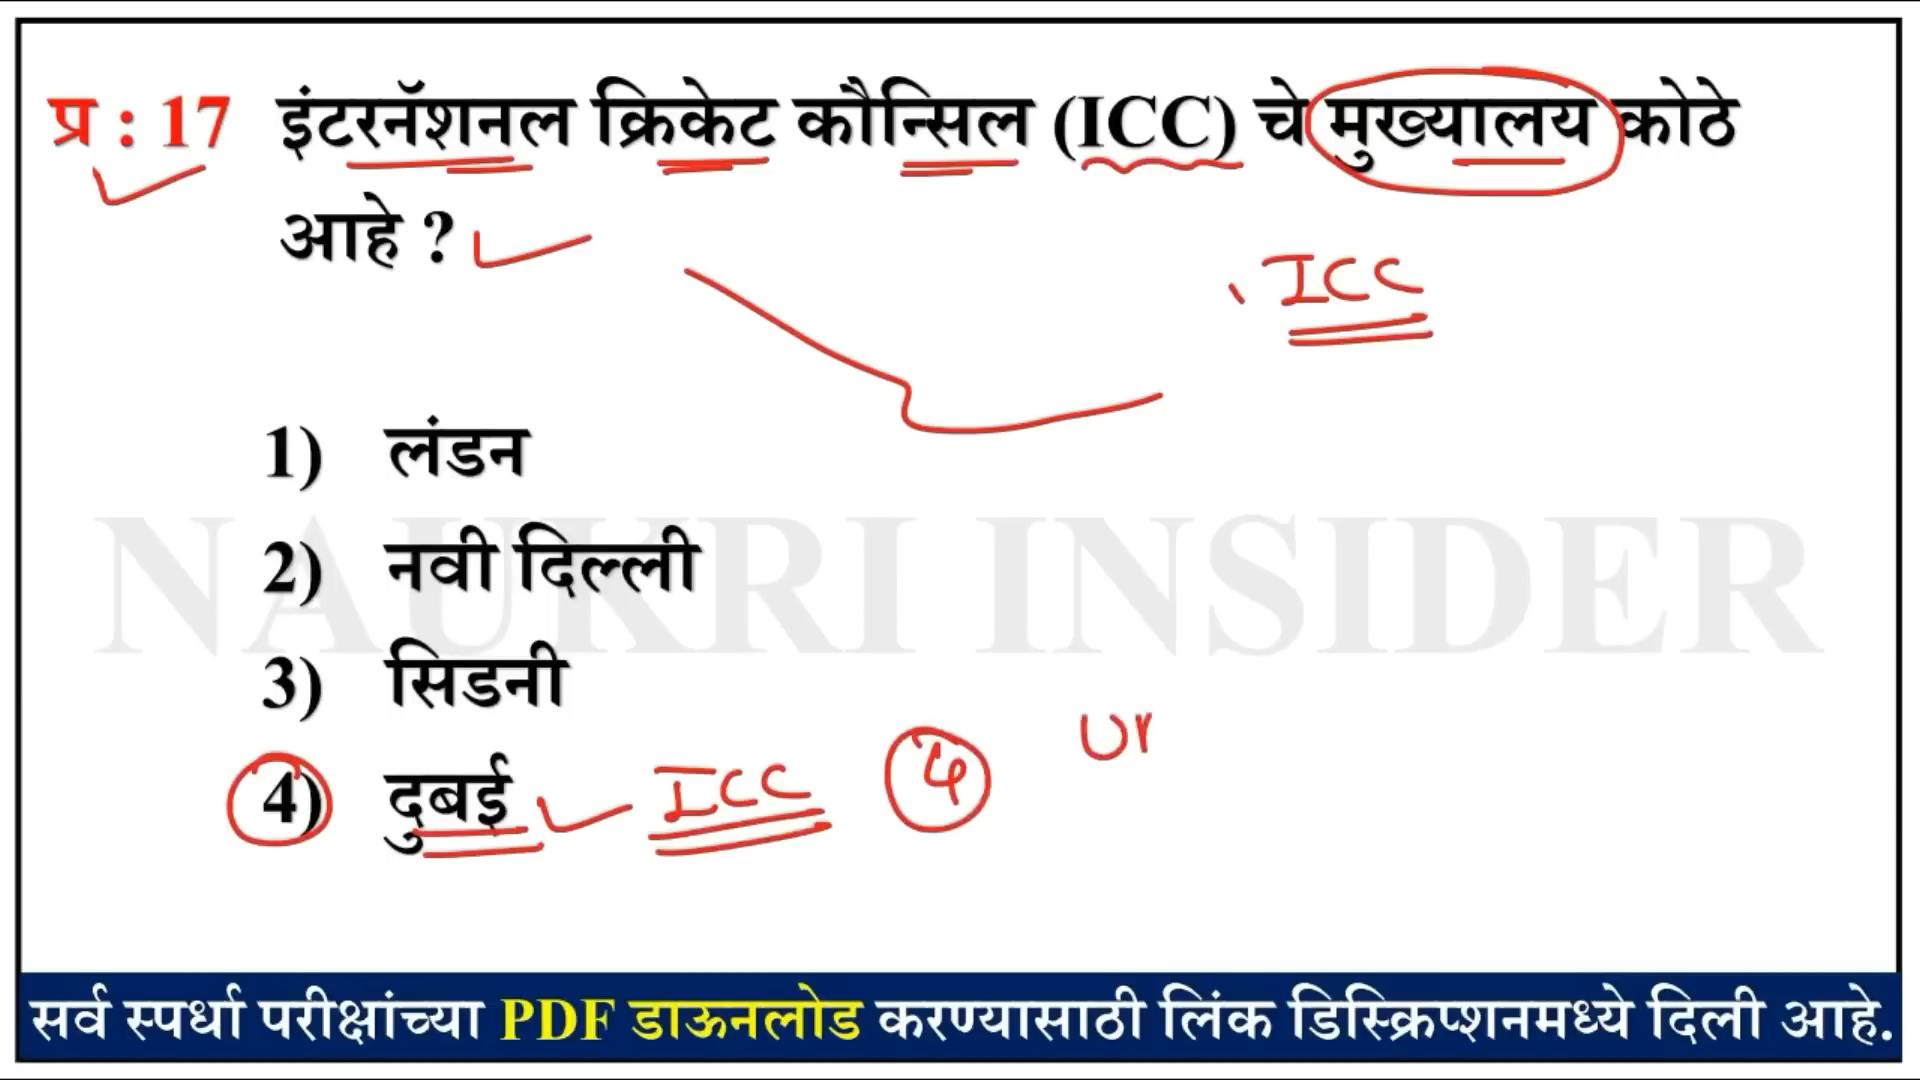 प्र : 17 इंटरनॅशनल क्रिकेट कौन्सिल (ICC) चे मुख्यालय कोठे
आहे ?
ICC
1) लंडन
2) नवी दिल्ली
NAUKRI INSIDER
3) सिडनी
4) दुबई ICC 4
सर्व स्पर्धा परीक्षांच्या PDF डाऊनलोड करण्यासाठी लिंक डिस्क्रिप्शनमध्ये दिली आहे.